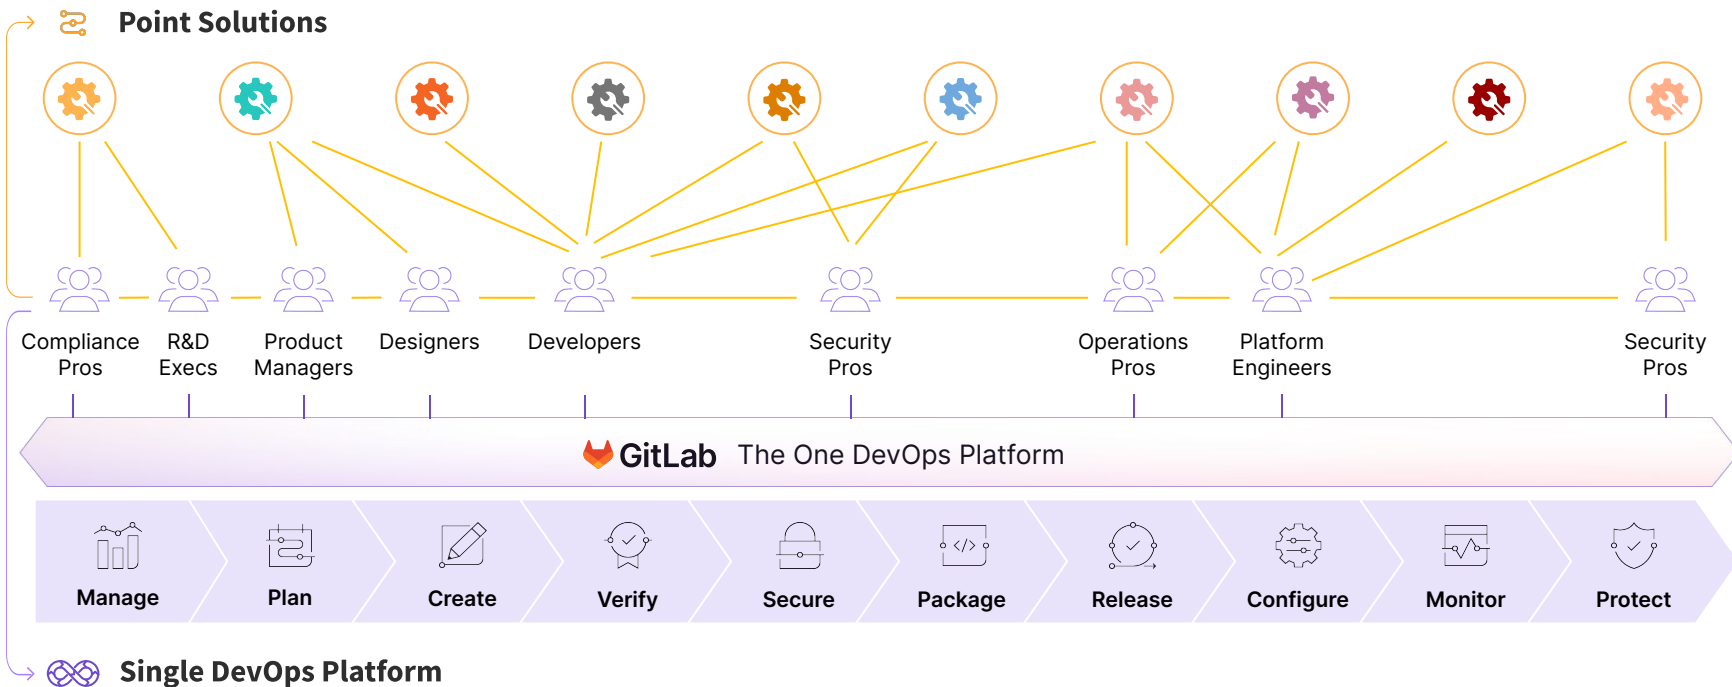 Point Solutions
Compliance Pros
R&D Execs
Product Managers
Designers
Developers
Security Pros
Operations Pros
Platform Engineers
Security Pros
GitLab The One DevOps Platform
Manage
Plan
Create
Verify
Secure
Package
Release
Configure
Monitor
Protect
Single DevOps Platform